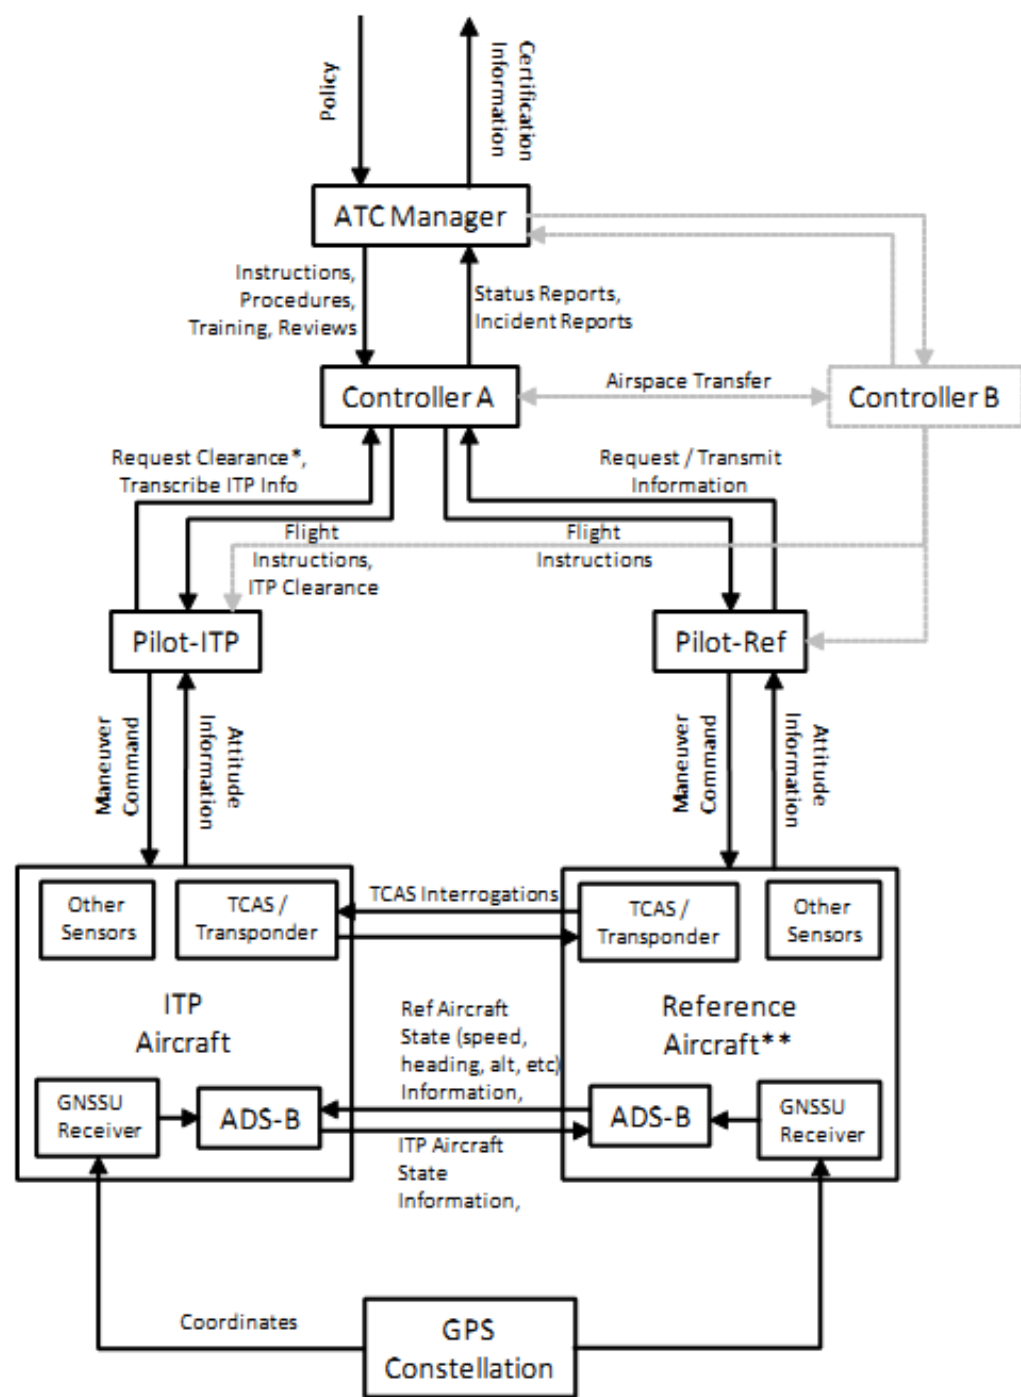 Policy
Certification
Information
ATC Manager
Instructions,
Procedures,
Training, Reviews
Status Reports,
Incident Reports
Controller A
Airspace Transfer
Controller B
Request Clearance*,
Transcribe ITP Info
Request / Transmit
Information
Flight
Instructions,
ITP Clearance
Flight
Instructions
Pilot-ITP
Pilot-Ref
Maneuver
Command
Attitude
Information
Maneuver
Command
Attitude
Information
Other
Sensors
TCAS /
Transponder
TCAS Interrogations
TCAS /
Transponder
Other
Sensors
ITP
Aircraft
Ref Aircraft
State (speed,
heading, alt, etc)
Information,
Reference
Aircraft**
GNSSU
Receiver
ADS-B
ADS-B
GNSSU
Receiver
ITP Aircraft
State
Information,
Coordinates
GPS
Constellation